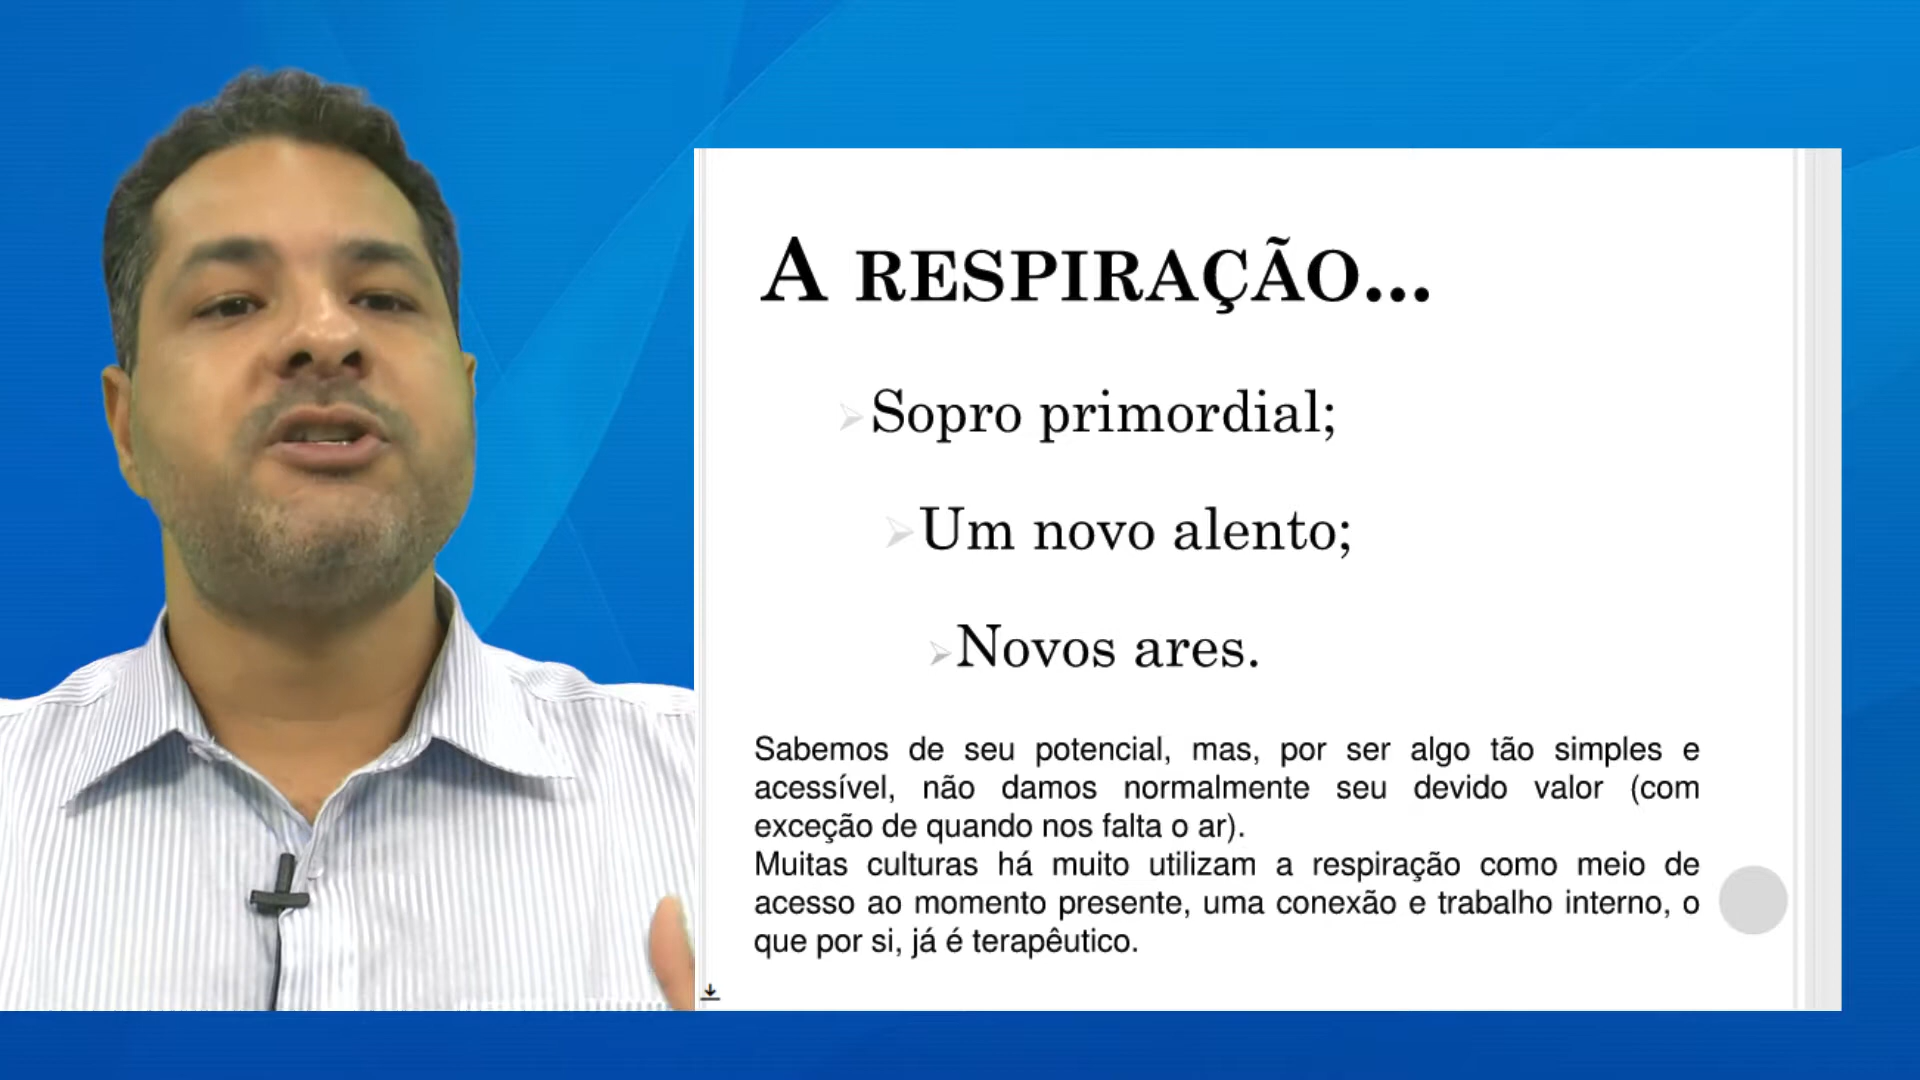 A RESPIRAÇÃO...
Sopro primordial;
Um novo alento;
Novos ares.
Sabemos de seu potencial, mas, por ser algo tão simples e
acessível, não damos normalmente seu devido valor (com
exceção de quando nos falta o ar).
Muitas culturas há muito utilizam a respiração como meio de
acesso ao momento presente, uma conexão e trabalho interno, o
que por si, já é terapêutico.